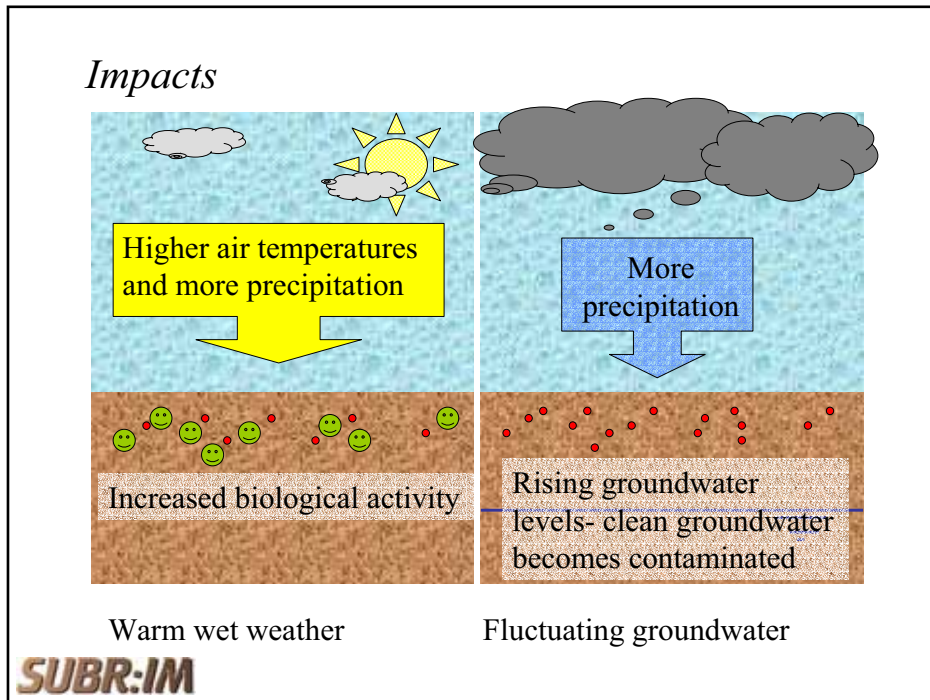 Impacts
Higher air temperatures
and more precipitation
More
precipitation
Increased biological activity
Rising groundwater
levels- clean groundwater
becomes contaminated
Warm wet weather
Fluctuating groundwater
SUBR:IM